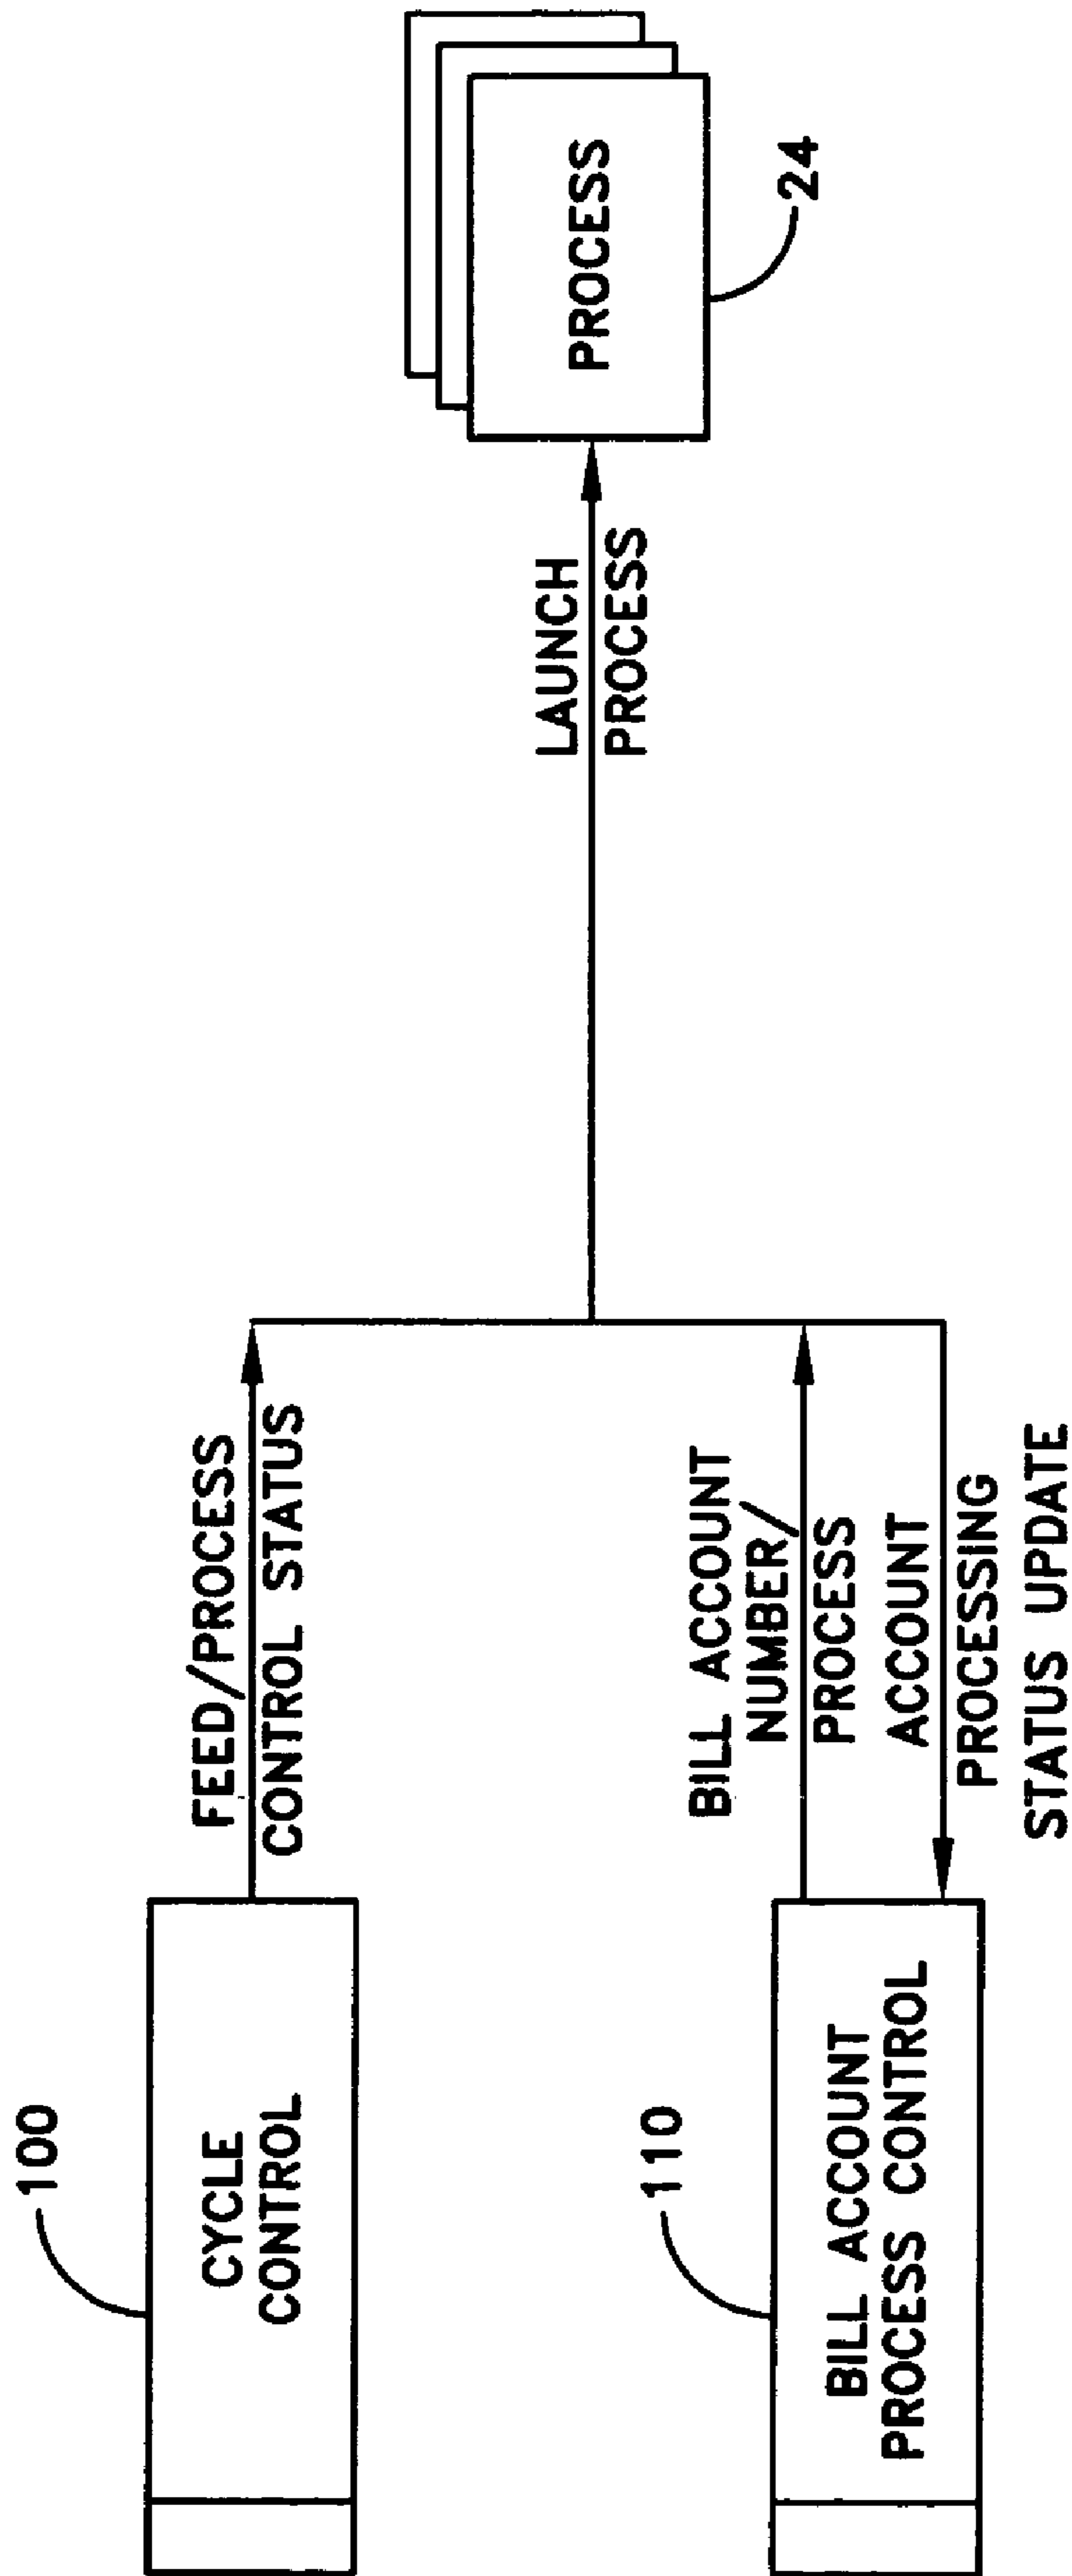 100
CYCLE
CONTROL
FEED/PROCESS
CONTROL STATUS
110
BILL ACCOUNT
PROCESS CONTROL
BILL ACCOUNT
NUMBER/
PROCESS
ACCOUNT
PROCESSING
STATUS UPDATE
LAUNCH
PROCESS
PROCESS
24